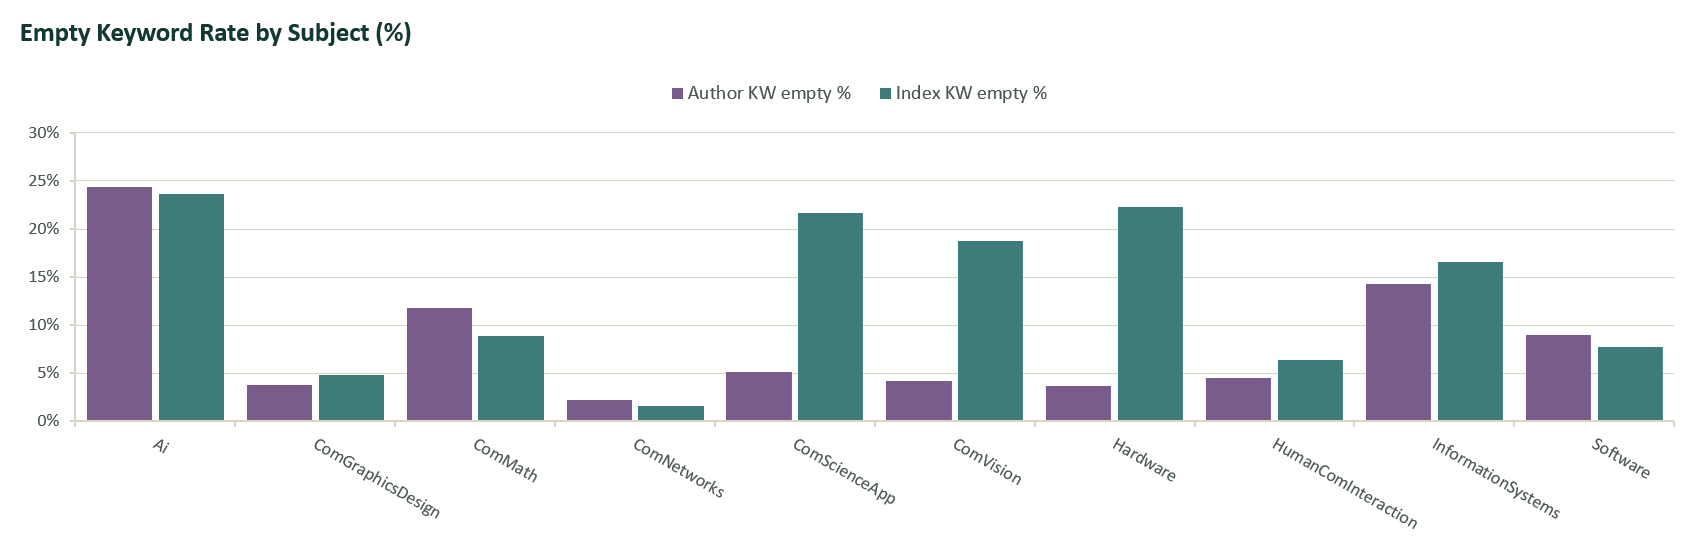 Empty Keyword Rate by Subject (%)
Author KW empty %
Index KW empty %
30%
25%
20%
15%
10%
5%
0%
Ai
ComGraphicsDesign
ComMath
ComNetworks
ComScienceApp
ComVision
Hardware
HumanComInteraction
InformationSystems
Software